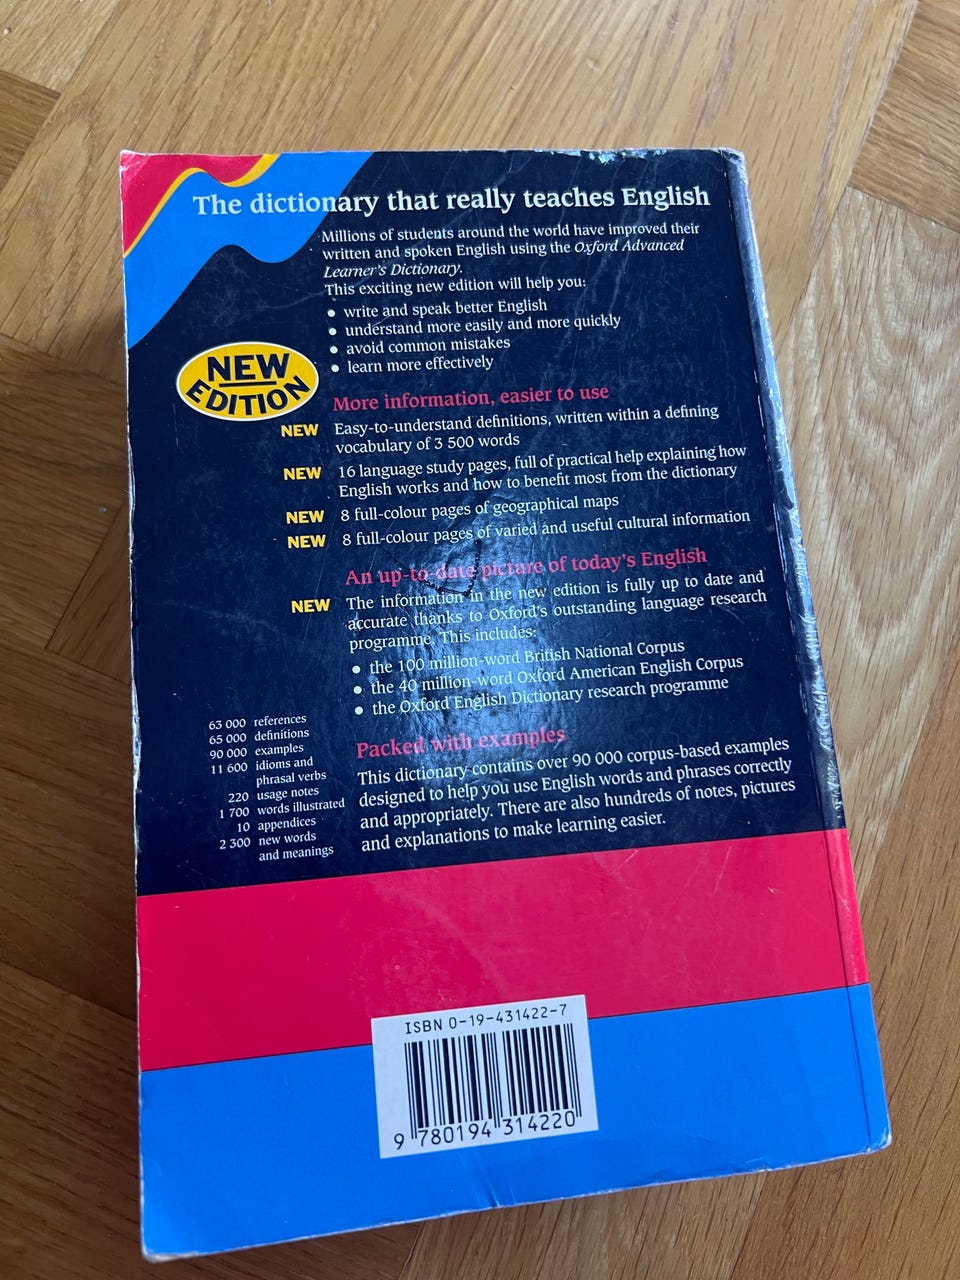 The dictionary that really teaches English
Millions of students around the world have improved their
written and spoken English using the Oxford Advanced
Learner's Dictionary.
This exciting new edition will help you:
• write and speak better English
• understand more easily and more quickly
• avoid common mistakes
• learn more effectively
NEW
EDITION
More information, easier to use
NEW Easy-to-understand definitions, written within a defining
vocabulary of 3 500 words
NEW 16 language study pages, full of practical help explaining how
English works and how to benefit most from the dictionary
NEW 8 full-colour pages of geographical maps
NEW 8 full-colour pages of varied and useful cultural information
An up-to-date picture of today's English
NEW The information in the new edition is fully up to date and
accurate thanks to Oxford's outstanding language research
programme. This includes:
• the 100 million-word British National Corpus
• the 40 million-word Oxford American English Corpus
• the Oxford English Dictionary research programme
63 000 references
65 000 definitions
90 000 examples
11 600 idioms and
phrasal verbs
220 usage notes
1 700 words illustrated
10 appendices
2 300 new words
and meanings
Packed with examples
This dictionary contains over 90 000 corpus-based examples
designed to help you use English words and phrases correctly
and appropriately. There are also hundreds of notes, pictures
and explanations to make learning easier.
ISBN 0-19-431422-7
9 780194 314220